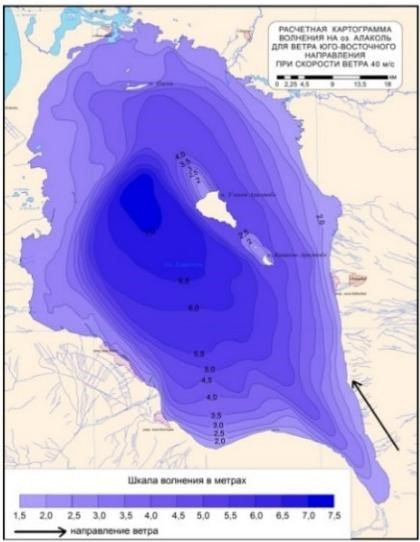 РАСЧЕТНАЯ КАРТОГРАММА
ВОЛНЕНИЯ НА оз. АЛАКОЛЬ
ДЛЯ ВЕТРА ЮГО-ВОСТОЧНОГО
НАПРАВЛЕНИЯ
ПРИ СКОРОСТИ ВЕТРА 40 м/с
0 2,25 4,5 9 13,5 18
4,0
3,5
2,5
2
2,5
2
2,0
6,5
6,0
5,5
5,0
4,5
4,0
3,5
3,0
2,5
2,0
Шкала волнения в метрах
1,5 2,0 2,5 3,0 3,5 4,0 4,5 5,0 5,5 6,0 6,5 7,0 7,5
направление ветра